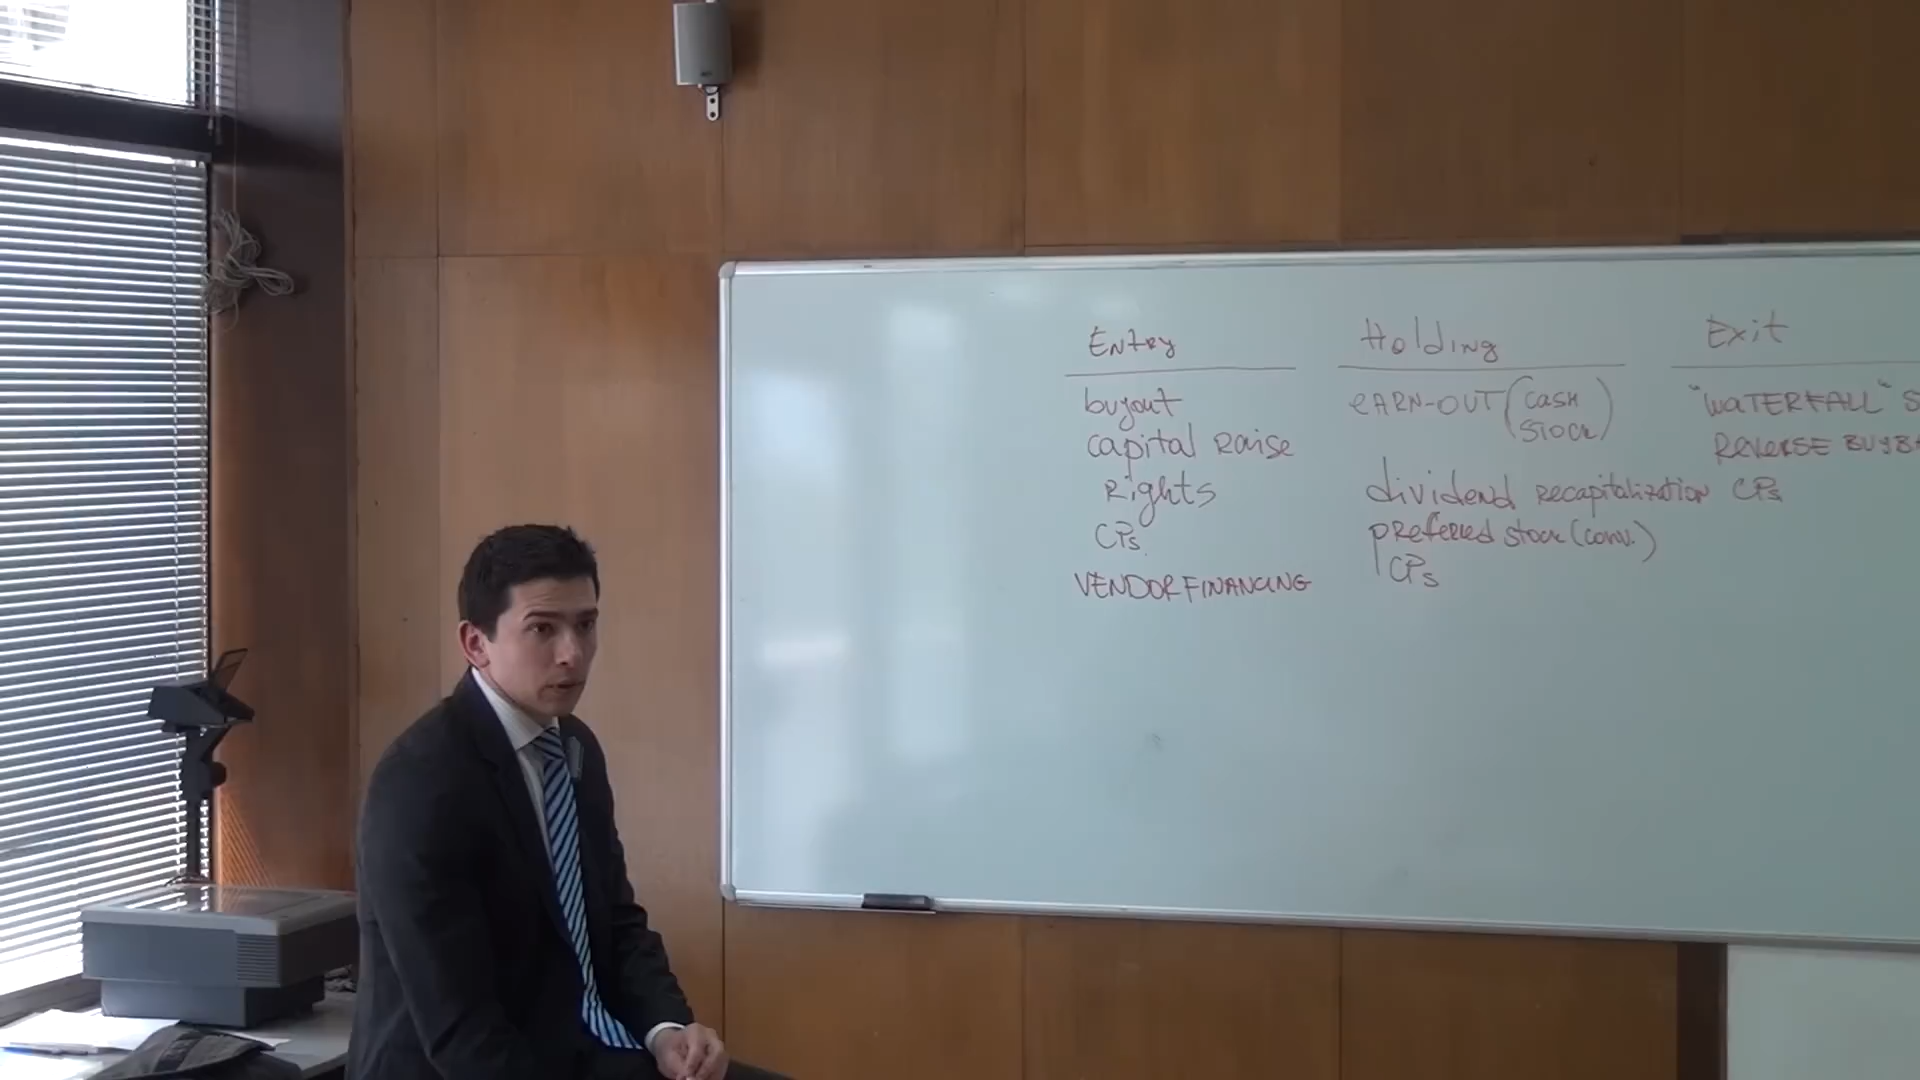 Entry
buyout
capital raise
Rights
CPs
VENDOR FINANCING
Holding
EARN-OUT (cash
stock)
dividend recapitalization CPs
preferred stock (conv.)
CPs
Exit
"WATERFALL" S
REVERSE BUYB